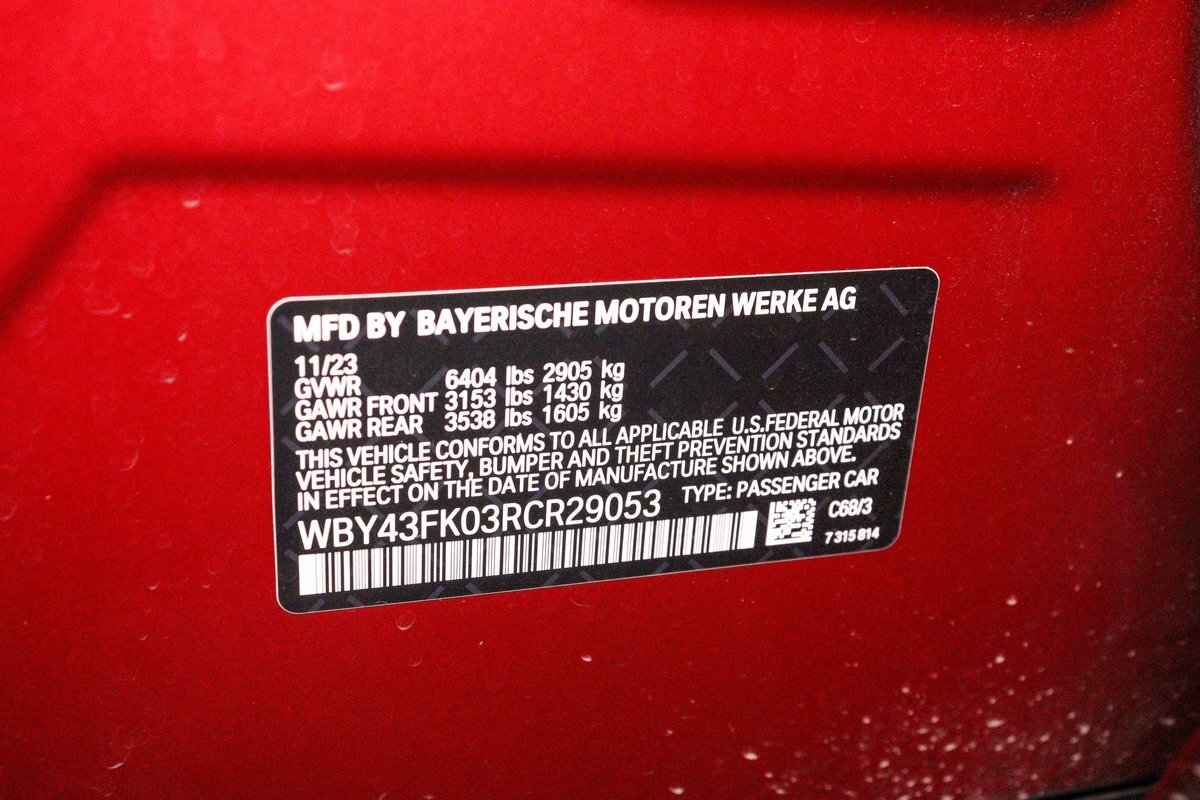 MFD BY BAYERISCHE MOTOREN WERKE AG
11/23
GVWR 6404 lbs 2905 kg
GAWR FRONT 3153 lbs 1430 kg
GAWR REAR 3538 lbs 1605 kg
THIS VEHICLE CONFORMS TO ALL APPLICABLE U.S.FEDERAL MOTOR
VEHICLE SAFETY, BUMPER AND THEFT PREVENTION STANDARDS
IN EFFECT ON THE DATE OF MANUFACTURE SHOWN ABOVE.
WBY43FK03RCR29053 TYPE: PASSENGER CAR
C68/3
7 315 814